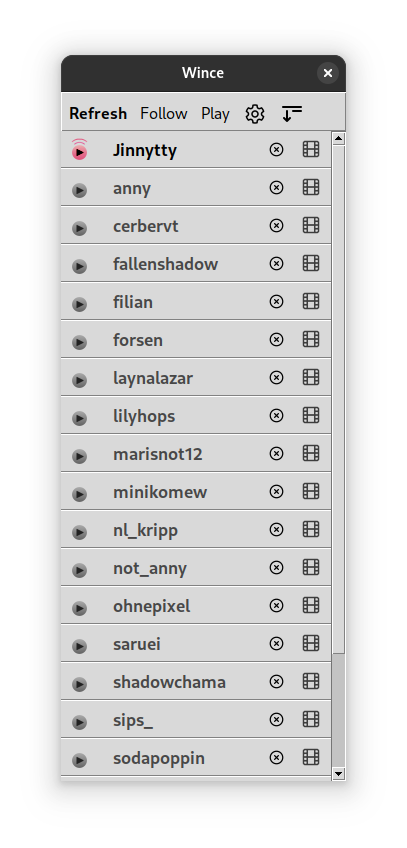 Wince
Refresh Follow Play
Jinnytty
anny
cerbervt
fallenshadow
filian
forsen
laynalazar
lilyhops
marisnot12
minikomew
nl_kripp
not_anny
ohnepixel
saruei
shadowchama
sips_
sodapoppin